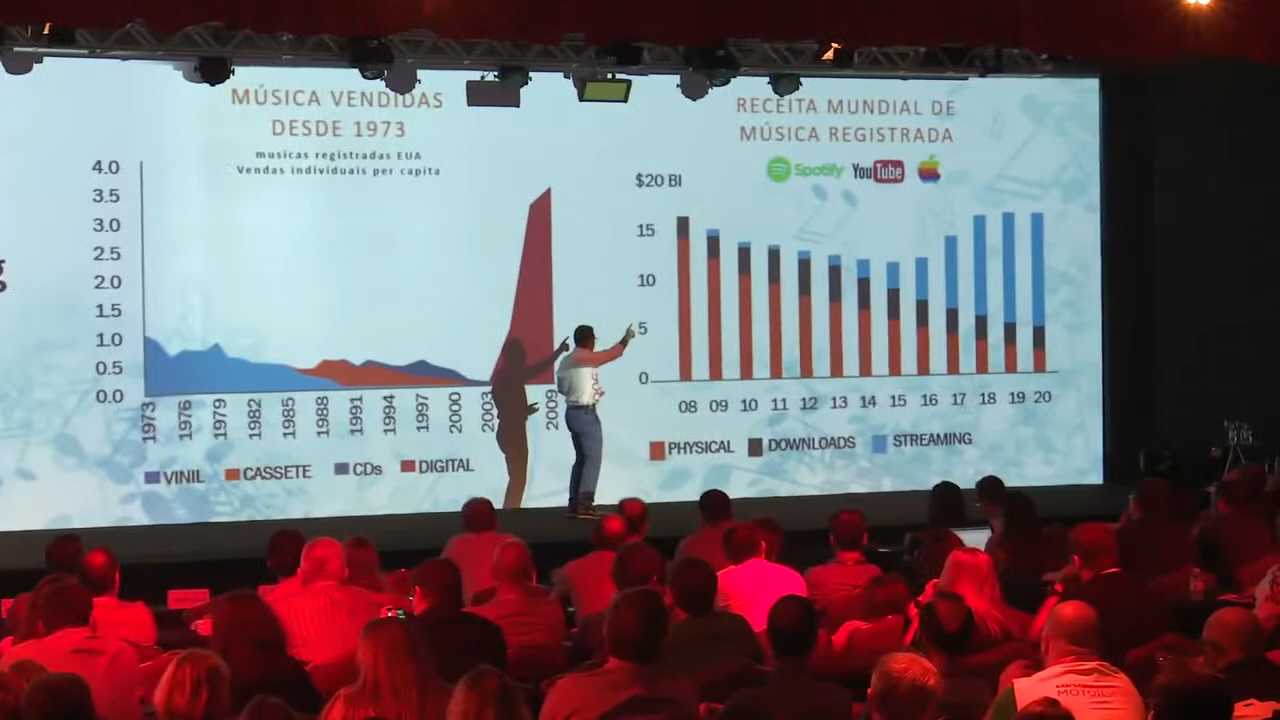 MÚSICA VENDIDAS
DESDE 1973
musicas registradas EUA
Vendas individuais per capita
4.0
3.5
3.0
2.5
2.0
1.5
1.0
0.5
0.0
1973
1976
1979
1982
1985
1988
1991
1994
1997
2000
2003
2009
VINIL
CASSETE
CDs
DIGITAL
RECEITA MUNDIAL DE
MÚSICA REGISTRADA
Spotify YouTube
$20 BI
15
10
5
0
08 09 10 11 12 13 14 15 16 17 18 19 20
PHYSICAL DOWNLOADS STREAMING